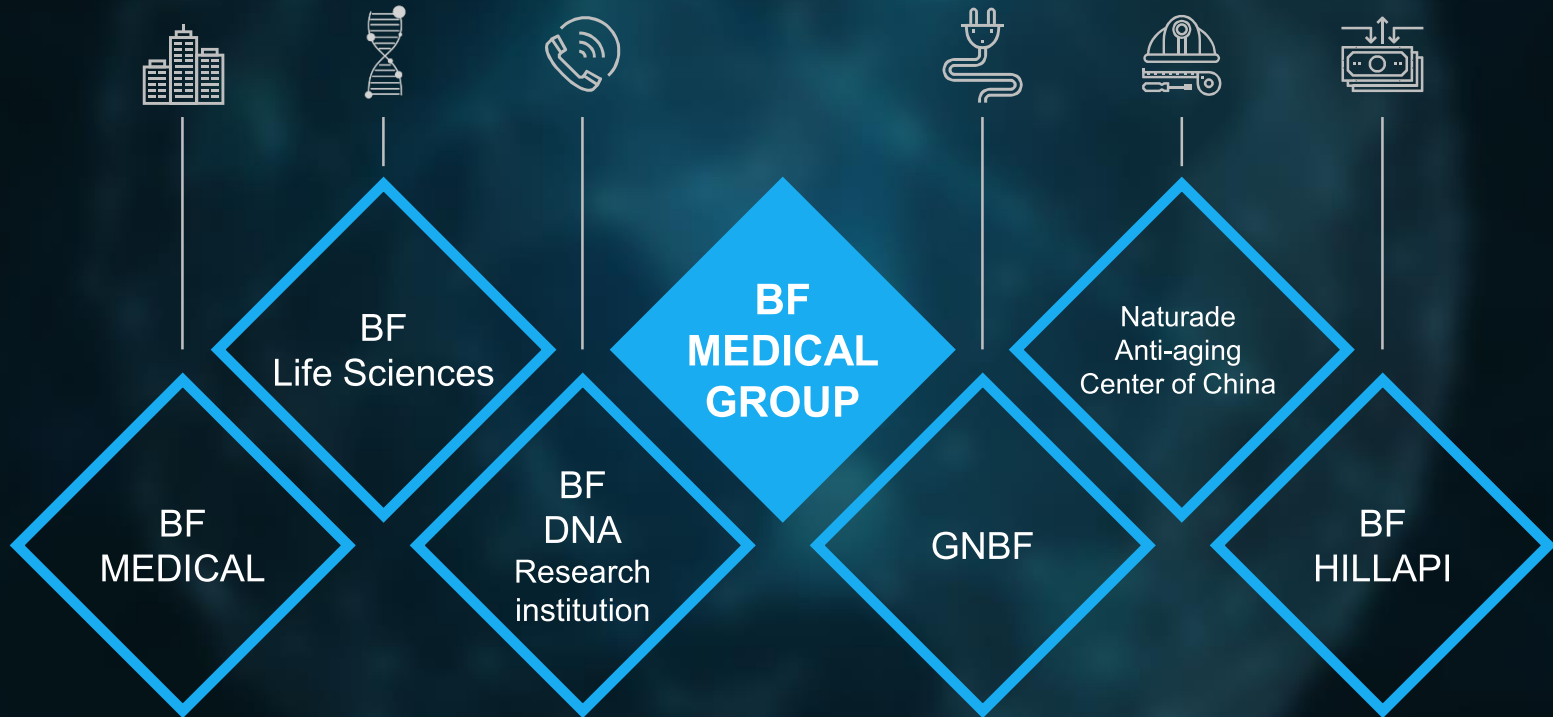 BF
MEDICAL
BF
Life Sciences
BF
DNA
Research
institution
BF
MEDICAL
GROUP
GNBF
Naturade
Anti-aging
Center of China
BF
HILLAPI